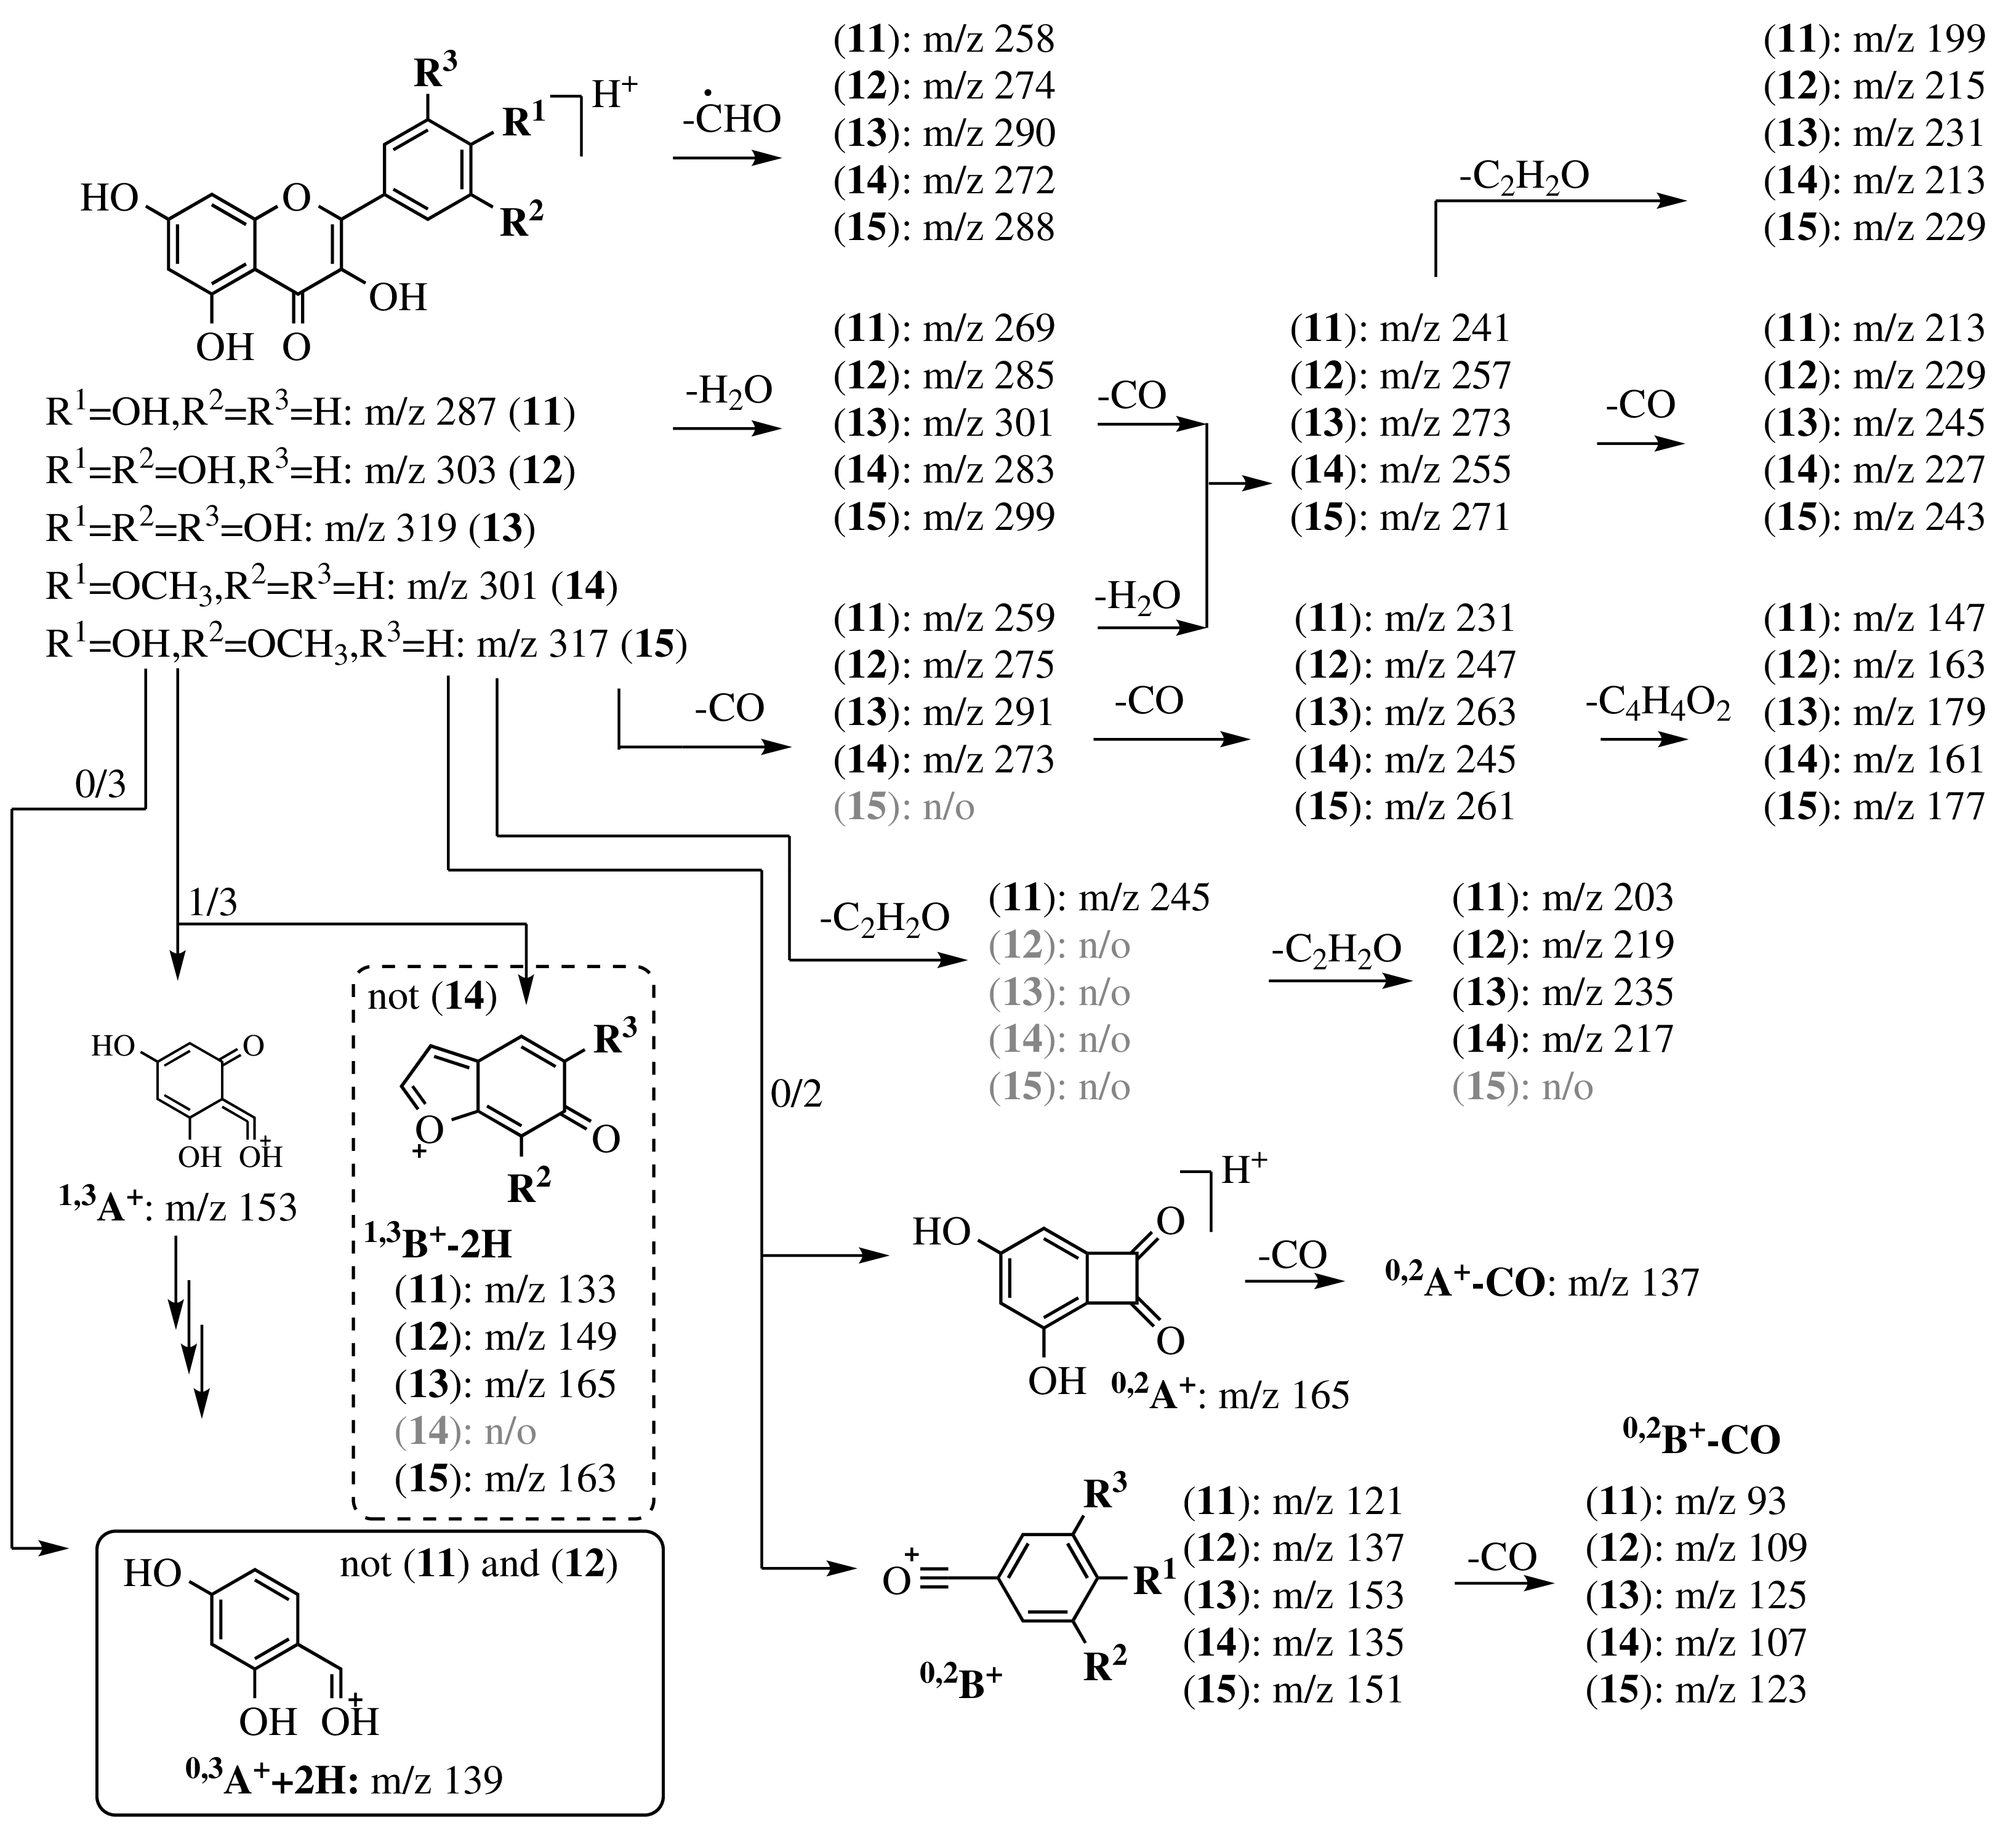 R³
R¹
H⁺
R²
HO
O
OH
OH O
R¹=OH,R²=R³=H: m/z 287 (11)
R¹=R²=OH,R³=H: m/z 303 (12)
R¹=R²=R³=OH: m/z 319 (13)
R¹=OCH₃,R²=R³=H: m/z 301 (14)
R¹=OH,R²=OCH₃,R³=H: m/z 317 (15)
-ĊHO
(11): m/z 258
(12): m/z 274
(13): m/z 290
(14): m/z 272
(15): m/z 288
-H₂O
(11): m/z 269
(12): m/z 285
(13): m/z 301
(14): m/z 283
(15): m/z 299
-CO
-H₂O
(11): m/z 241
(12): m/z 257
(13): m/z 273
(14): m/z 255
(15): m/z 271
-C₂H₂O
(11): m/z 199
(12): m/z 215
(13): m/z 231
(14): m/z 213
(15): m/z 229
-CO
(11): m/z 213
(12): m/z 229
(13): m/z 245
(14): m/z 227
(15): m/z 243
-CO
(11): m/z 259
(12): m/z 275
(13): m/z 291
(14): m/z 273
(15): n/o
-CO
(11): m/z 231
(12): m/z 247
(13): m/z 263
(14): m/z 245
(15): m/z 261
-C₄H₄O₂
(11): m/z 147
(12): m/z 163
(13): m/z 179
(14): m/z 161
(15): m/z 177
-C₂H₂O
(11): m/z 245
(12): n/o
(13): n/o
(14): n/o
(15): n/o
-C₂H₂O
(11): m/z 203
(12): m/z 219
(13): m/z 235
(14): m/z 217
(15): n/o
0/3
1/3
0/2
HO
O
OH
+
OH
¹,³A⁺: m/z 153
not (14)
R³
O
+
O
R²
¹,³B⁺-2H
(11): m/z 133
(12): m/z 149
(13): m/z 165
(14): n/o
(15): m/z 163
H⁺
HO
O
O
OH
⁰,²A⁺: m/z 165
-CO
⁰,²A⁺-CO: m/z 137
not (11) and (12)
HO
OH
+
OH
⁰,³A⁺+2H: m/z 139
R³
+
O
R¹
R²
⁰,²B⁺
(11): m/z 121
(12): m/z 137
(13): m/z 153
(14): m/z 135
(15): m/z 151
-CO
⁰,²B⁺-CO
(11): m/z 93
(12): m/z 109
(13): m/z 125
(14): m/z 107
(15): m/z 123